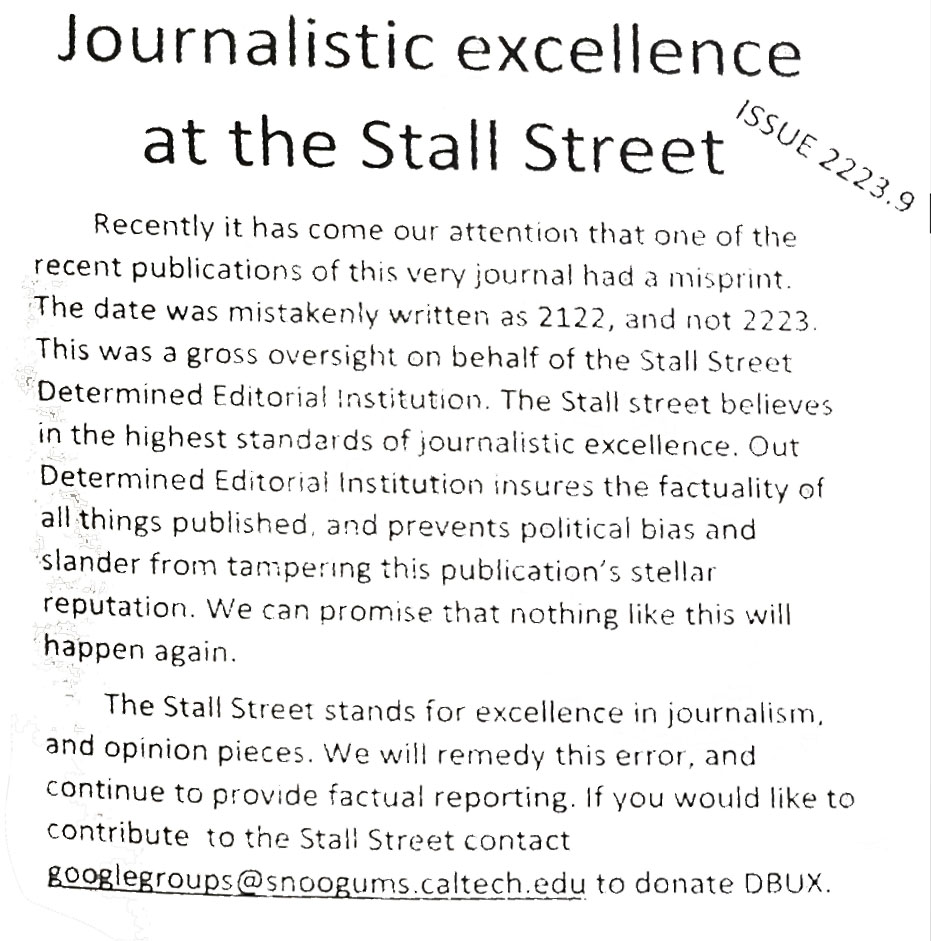 Journalistic excellence
at the Stall Street
ISSUE 2223.9
Recently it has come our attention that one of the
recent publications of this very journal had a misprint.
The date was mistakenly written as 2122, and not 2223.
This was a gross oversight on behalf of the Stall Street
Determined Editorial Institution. The Stall street believes
in the highest standards of journalistic excellence. Out
Determined Editorial Institution insures the factuality of
all things published, and prevents political bias and
slander from tampering this publication's stellar
reputation. We can promise that nothing like this will
happen again.
The Stall Street stands for excellence in journalism,
and opinion pieces. We will remedy this error, and
continue to provide factual reporting. If you would like to
contribute to the Stall Street contact
googlegroups@snoogums.caltech.edu to donate DBUX.